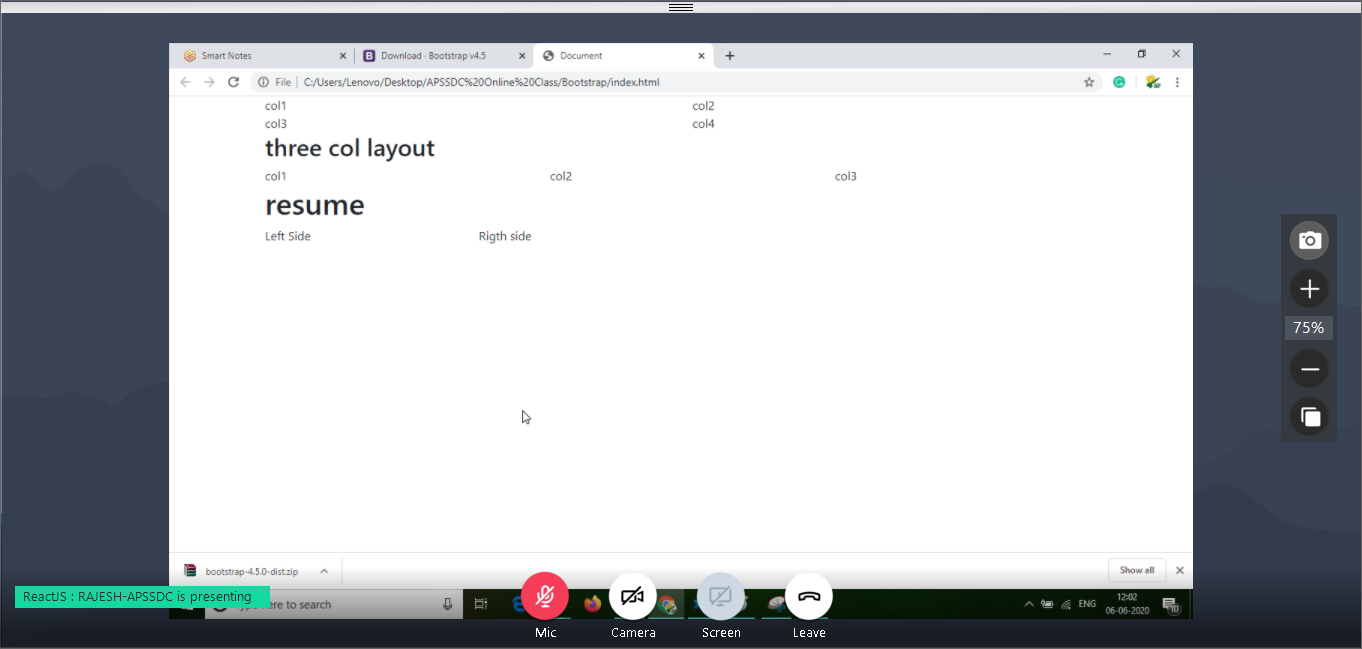 Smart Notes
Download · Bootstrap v4.5
Document
File
C:/Users/Lenovo/Desktop/APSSDC%20Online%20Class/Bootstrap/index.html
col1 col2
col3 col4
three col layout
col1 col2 col3
resume
Left Side Rigth side
75%
bootstrap-4.5.0-dist.zip
Show all
ReactJS : RAJESH-APSSDC is presenting
here to search
ENG
12:02
06-06-2020
10
Mic
Camera
Screen
Leave